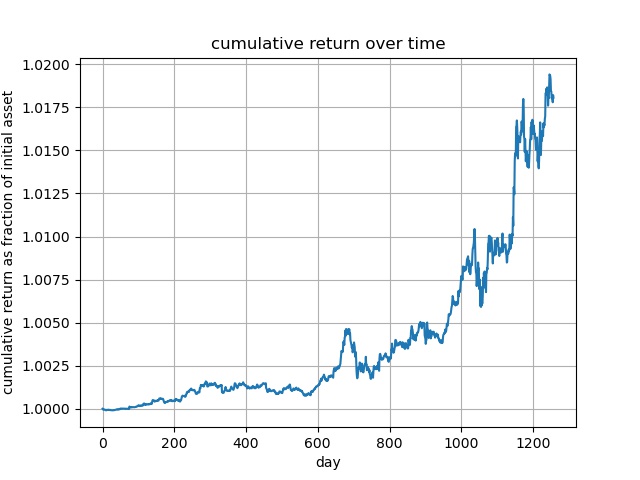 cumulative return over time
cumulative return as fraction of initial asset
1.0200
1.0175
1.0150
1.0125
1.0100
1.0075
1.0050
1.0025
1.0000
0 200 400 600 800 1000 1200
day